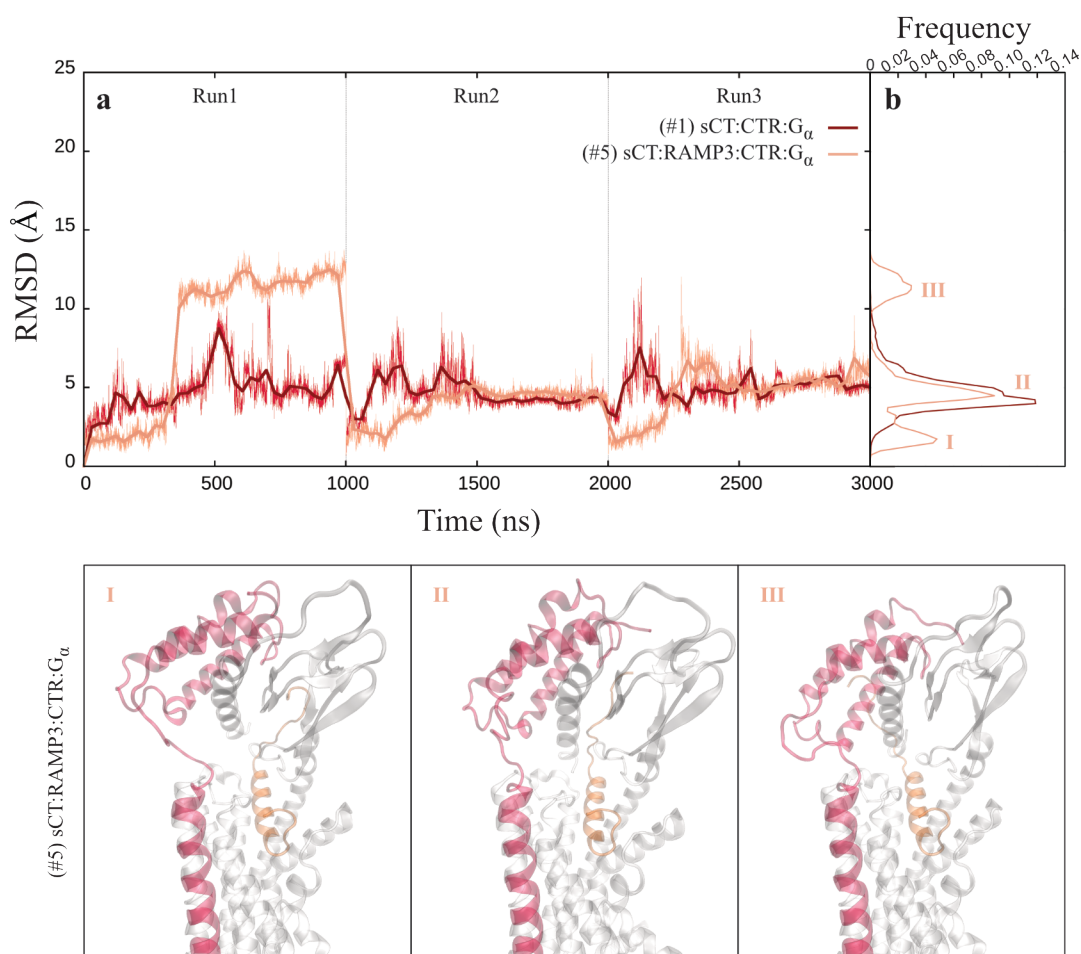 Frequency
0 0.02 0.04 0.06 0.08 0.10 0.12 0.14
25
20
15
10
5
0
RMSD (Å)
a
Run1
Run2
Run3
b
(#1) sCT:CTR:Gα
(#5) sCT:RAMP3:CTR:Gα
III
II
I
0 500 1000 1500 2000 2500 3000
Time (ns)
(#5) sCT:RAMP3:CTR:Gα
I
II
III